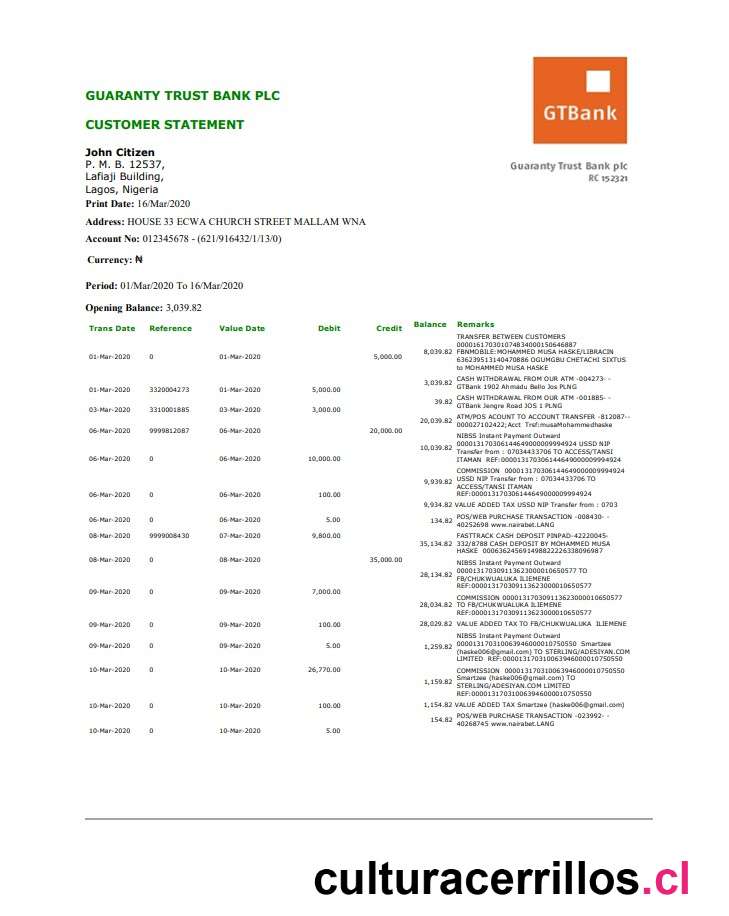 GUARANTY TRUST BANK PLC
CUSTOMER STATEMENT
GTBank
Guaranty Trust Bank plc
RC 152321
John Citizen
P. M. B. 12537,
Lafiaji Building,
Lagos, Nigeria
Print Date: 16/Mar/2020
Address: HOUSE 33 ECWA CHURCH STREET MALLAM WNA
Account No: 012345678 - (621/916432/1/13/0)
Currency: ₦
Period: 01/Mar/2020 To 16/Mar/2020
Opening Balance: 3,039.82
Trans Date Reference Value Date Debit Credit Balance Remarks
TRANSFER BETWEEN CUSTOMERS
000016170301074834000150646887
8,039.82 FBNMOBILE:MOHAMMED MUSA HASKE/LIBRACIN
01-Mar-2020 0 01-Mar-2020 5,000.00
636239513140470886 OGUMGBU CHETACHI SIXTUS
to MOHAMMED MUSA HASKE
3,039.82 CASH WITHDRAWAL FROM OUR ATM -004273- -
GTBank 1902 Ahmadu Bello Jos PLNG
01-Mar-2020 3320004273 01-Mar-2020 5,000.00
39.82 CASH WITHDRAWAL FROM OUR ATM -001885- -
GTBank Jengre Road JOS 1 PLNG
03-Mar-2020 3310001885 03-Mar-2020 3,000.00
20,039.82 ATM/POS ACOUNT TO ACCOUNT TRANSFER -812087--
000027102422;Acct Trsf:musaMohammedhaske
06-Mar-2020 9999812087 06-Mar-2020 20,000.00
NIBSS Instant Payment Outward
000013170306144649000009994924 USSD NIP
10,039.82 Transfer from : 07034433706 TO ACCESS/TANSI
ITAMAN REF:000013170306144649000009994924
06-Mar-2020 0 06-Mar-2020 10,000.00
COMMISSION 000013170306144649000009994924
9,939.82 USSD NIP Transfer from : 07034433706 TO
ACCESS/TANSI ITAMAN
REF:000013170306144649000009994924
06-Mar-2020 0 06-Mar-2020 100.00
9,934.82 VALUE ADDED TAX USSD NIP Transfer from : 0703
06-Mar-2020 0 06-Mar-2020 5.00
134.82 POS/WEB PURCHASE TRANSACTION -008430- -
40252698 www.nairabet.LANG
08-Mar-2020 9999008430 07-Mar-2020 9,800.00
FASTTRACK CASH DEPOSIT PINPAD-42220045-
35,134.82 332/8788 CASH DEPOSIT BY MOHAMMED MUSA
HASKE 000636245691498822226338096987
08-Mar-2020 0 08-Mar-2020 35,000.00
NIBSS Instant Payment Outward
000013170309113623000010650577 TO
28,134.82 FB/CHUKWUALUKA ILIEMENE
REF:000013170309113623000010650577
09-Mar-2020 0 09-Mar-2020 7,000.00
COMMISSION 000013170309113623000010650577
28,034.82 TO FB/CHUKWUALUKA ILIEMENE
REF:000013170309113623000010650577
09-Mar-2020 0 09-Mar-2020 100.00
28,029.82 VALUE ADDED TAX TO FB/CHUKWUALUKA ILIEMENE
NIBSS Instant Payment Outward
1,259.82 000013170310063946000010750550 Smartzee
09-Mar-2020 0 09-Mar-2020 5.00
(haske006@gmail.com) TO STERLING/ADESIYAN.COM
LIMITED REF:000013170310063946000010750550
10-Mar-2020 0 10-Mar-2020 26,770.00
COMMISSION 000013170310063946000010750550
1,159.82 Smartzee (haske006@gmail.com) TO
STERLING/ADESIYAN.COM LIMITED
REF:000013170310063946000010750550
10-Mar-2020 0 10-Mar-2020 100.00
1,154.82 VALUE ADDED TAX Smartzee (haske006@gmail.com)
154.82 POS/WEB PURCHASE TRANSACTION -023992- -
40268745 www.nairabet.LANG
10-Mar-2020 0 10-Mar-2020 5.00
culturacerrillos.cl